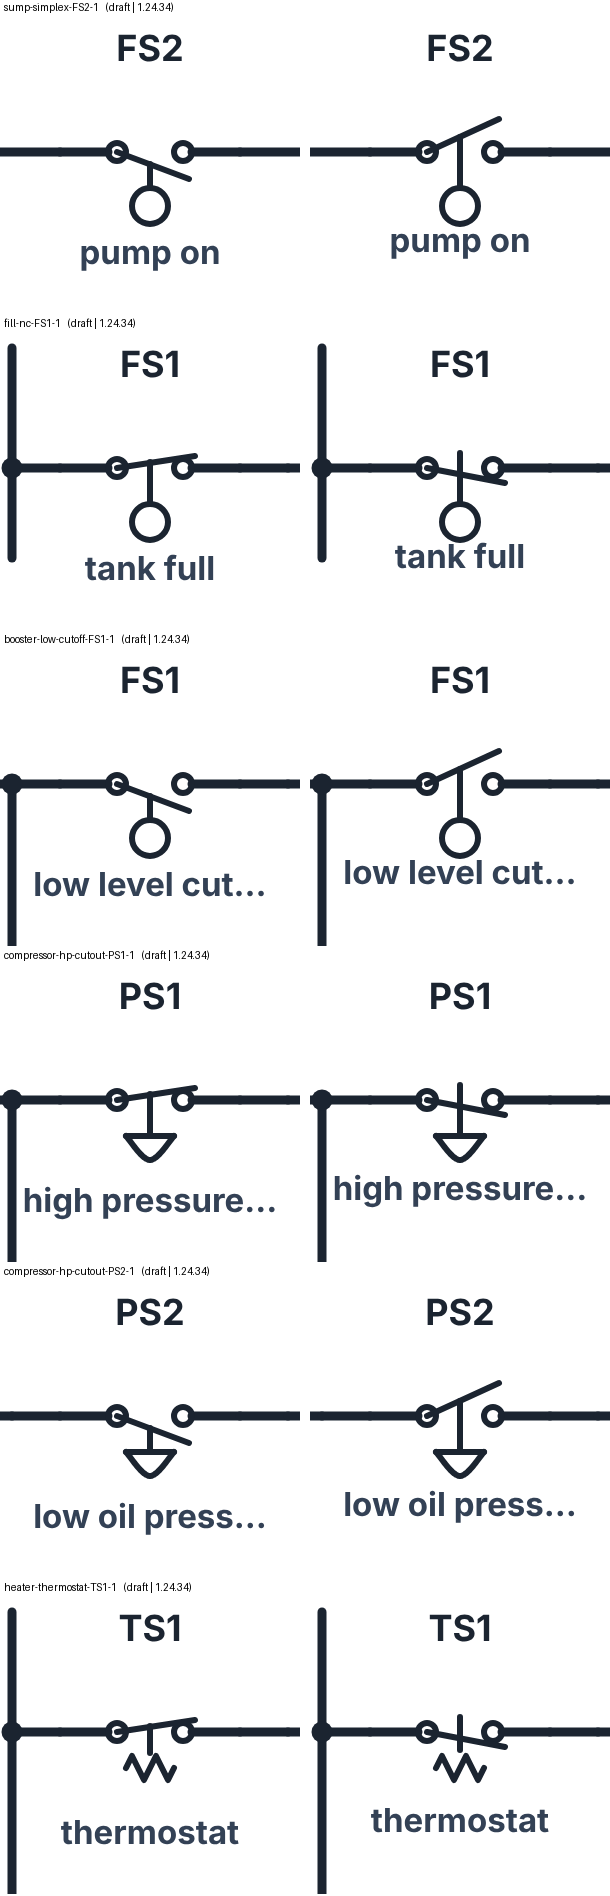 sump-simplex-FS2-1 (draft | 1.24.34)
FS2 FS2
pump on pump on
fill-nc-FS1-1 (draft | 1.24.34)
FS1 FS1
tank full tank full
booster-low-cutoff-FS1-1 (draft | 1.24.34)
FS1 FS1
low level cut... low level cut...
compressor-hp-cutout-PS1-1 (draft | 1.24.34)
PS1 PS1
high pressure... high pressure...
compressor-hp-cutout-PS2-1 (draft | 1.24.34)
PS2 PS2
low oil press... low oil press...
heater-thermostat-TS1-1 (draft | 1.24.34)
TS1 TS1
thermostat thermostat